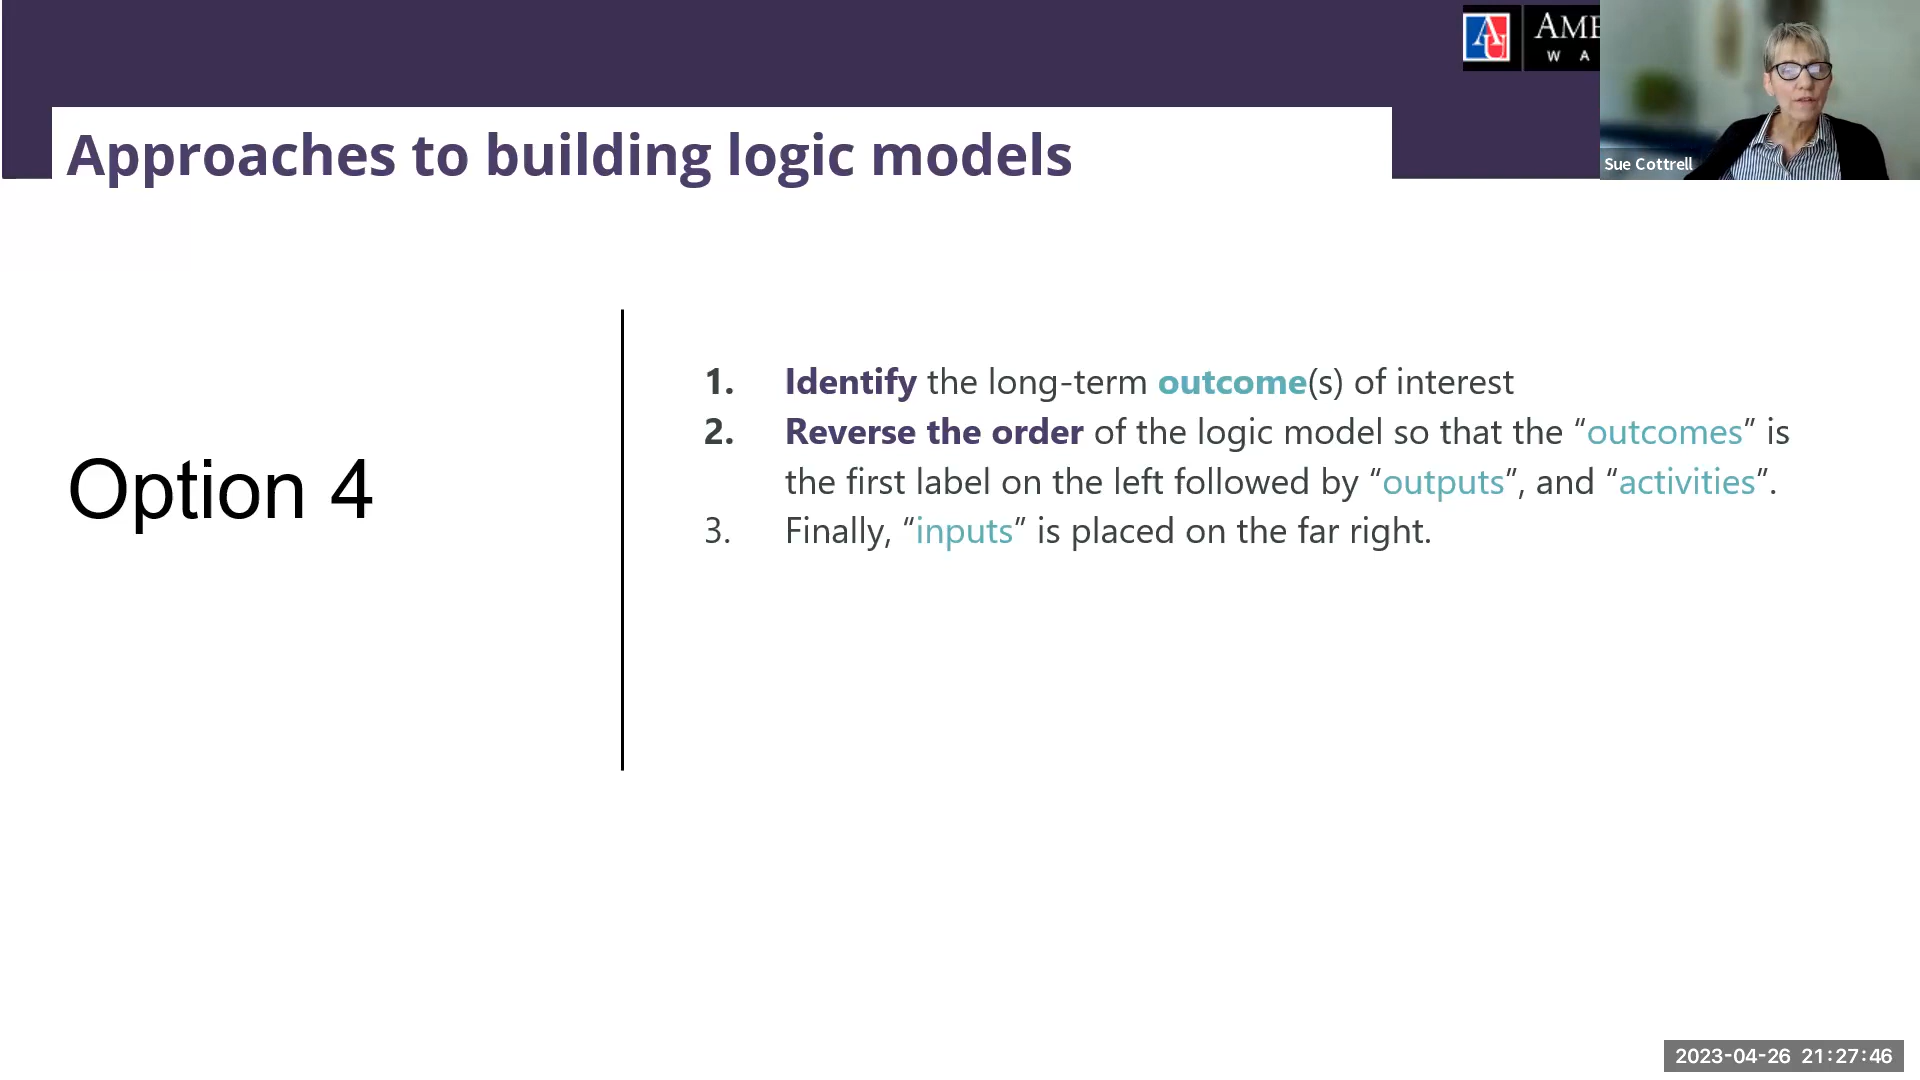 AU
Approaches to building logic models
Sue Cottrell
Option 4
1. Identify the long-term outcome(s) of interest
2. Reverse the order of the logic model so that the “outcomes” is
the first label on the left followed by “outputs”, and “activities”.
3. Finally, “inputs” is placed on the far right.
2023-04-26 21:27:46